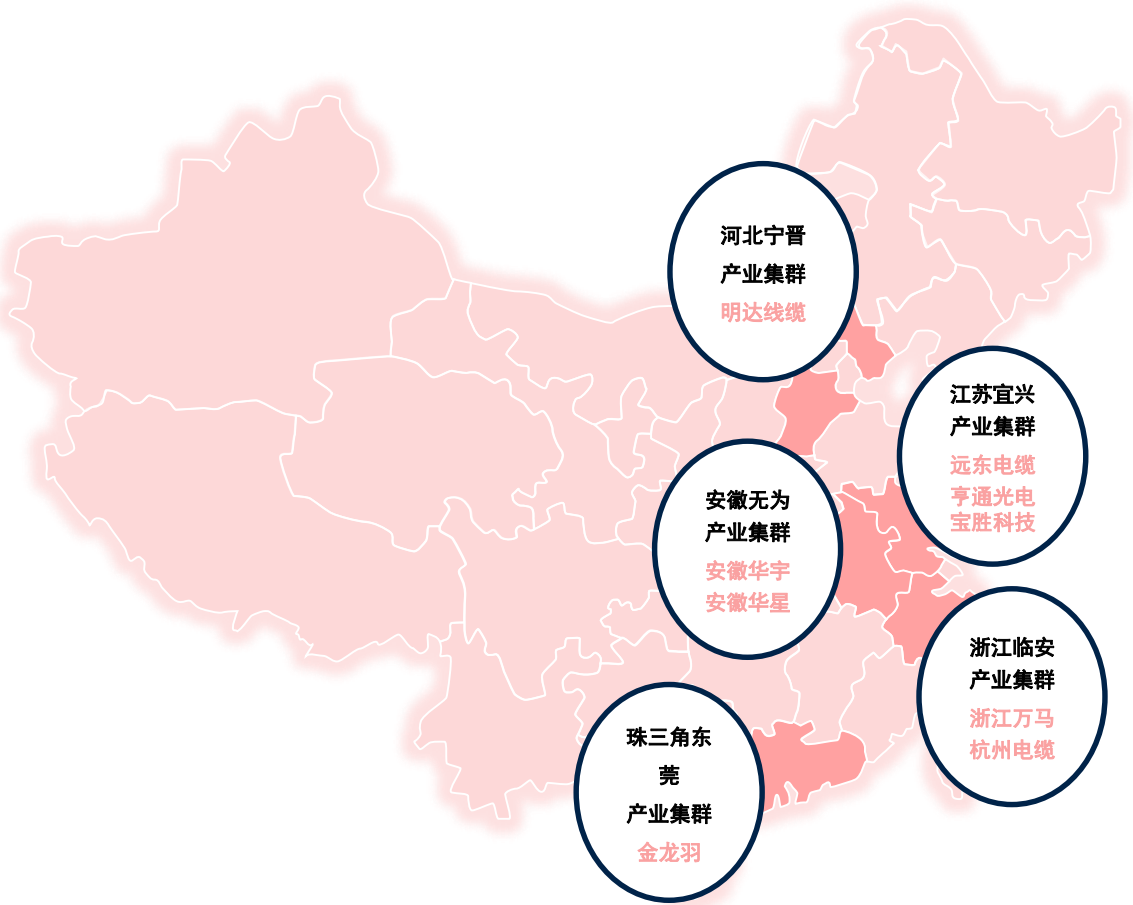 河北宁晋
产业集群
明达线缆
江苏宜兴
产业集群
远东电缆
亨通光电
宝胜科技
安徽无为
产业集群
安徽华宇
安徽华星
浙江临安
产业集群
浙江万马
杭州电缆
珠三角东
莞
产业集群
金龙羽